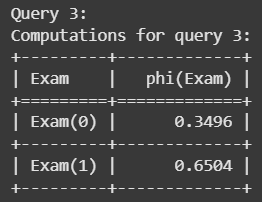 Query 3:
Computations for query 3:
+---------+-------------+
| Exam    |   phi(Exam) |
+=========+=============+
| Exam(0) |      0.3496 |
+---------+-------------+
| Exam(1) |      0.6504 |
+---------+-------------+